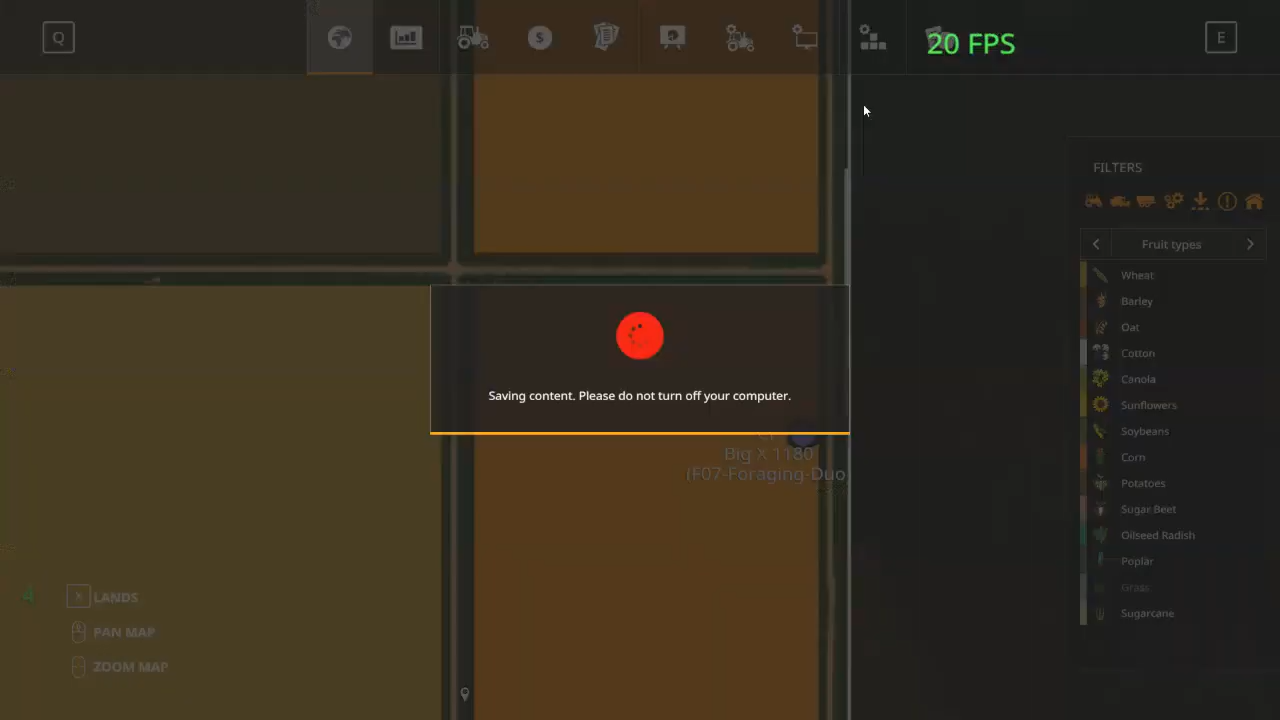 Q
20 FPS
E
FILTERS
Fruit types
Wheat
Barley
Oat
Cotton
Canola
Sunflowers
Soybeans
Corn
Potatoes
Sugar Beet
Oilseed Radish
Poplar
Grass
Sugarcane
Saving content. Please do not turn off your computer.
CP
Big X 1180
(F07-Foraging-Duo
4
X LANDS
PAN MAP
ZOOM MAP